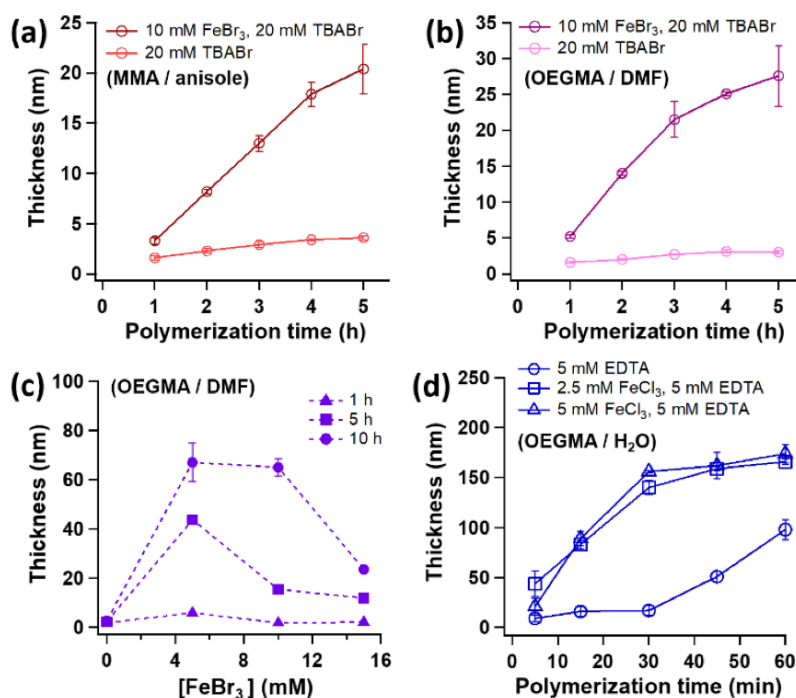 (a)
10 mM FeBr₃, 20 mM TBABr
20 mM TBABr
(MMA / anisole)
Thickness (nm)
25
20
15
10
5
0
0 1 2 3 4 5
Polymerization time (h)
(b)
10 mM FeBr₃, 20 mM TBABr
20 mM TBABr
(OEGMA / DMF)
Thickness (nm)
35
30
25
20
15
10
5
0
0 1 2 3 4 5
Polymerization time (h)
(c)
(OEGMA / DMF)
1 h
5 h
10 h
Thickness (nm)
100
80
60
40
20
0
0 4 8 12 16
[FeBr₃] (mM)
(d)
5 mM EDTA
2.5 mM FeCl₃, 5 mM EDTA
5 mM FeCl₃, 5 mM EDTA
(OEGMA / H₂O)
Thickness (nm)
250
200
150
100
50
0
0 10 20 30 40 50 60
Polymerization time (min)